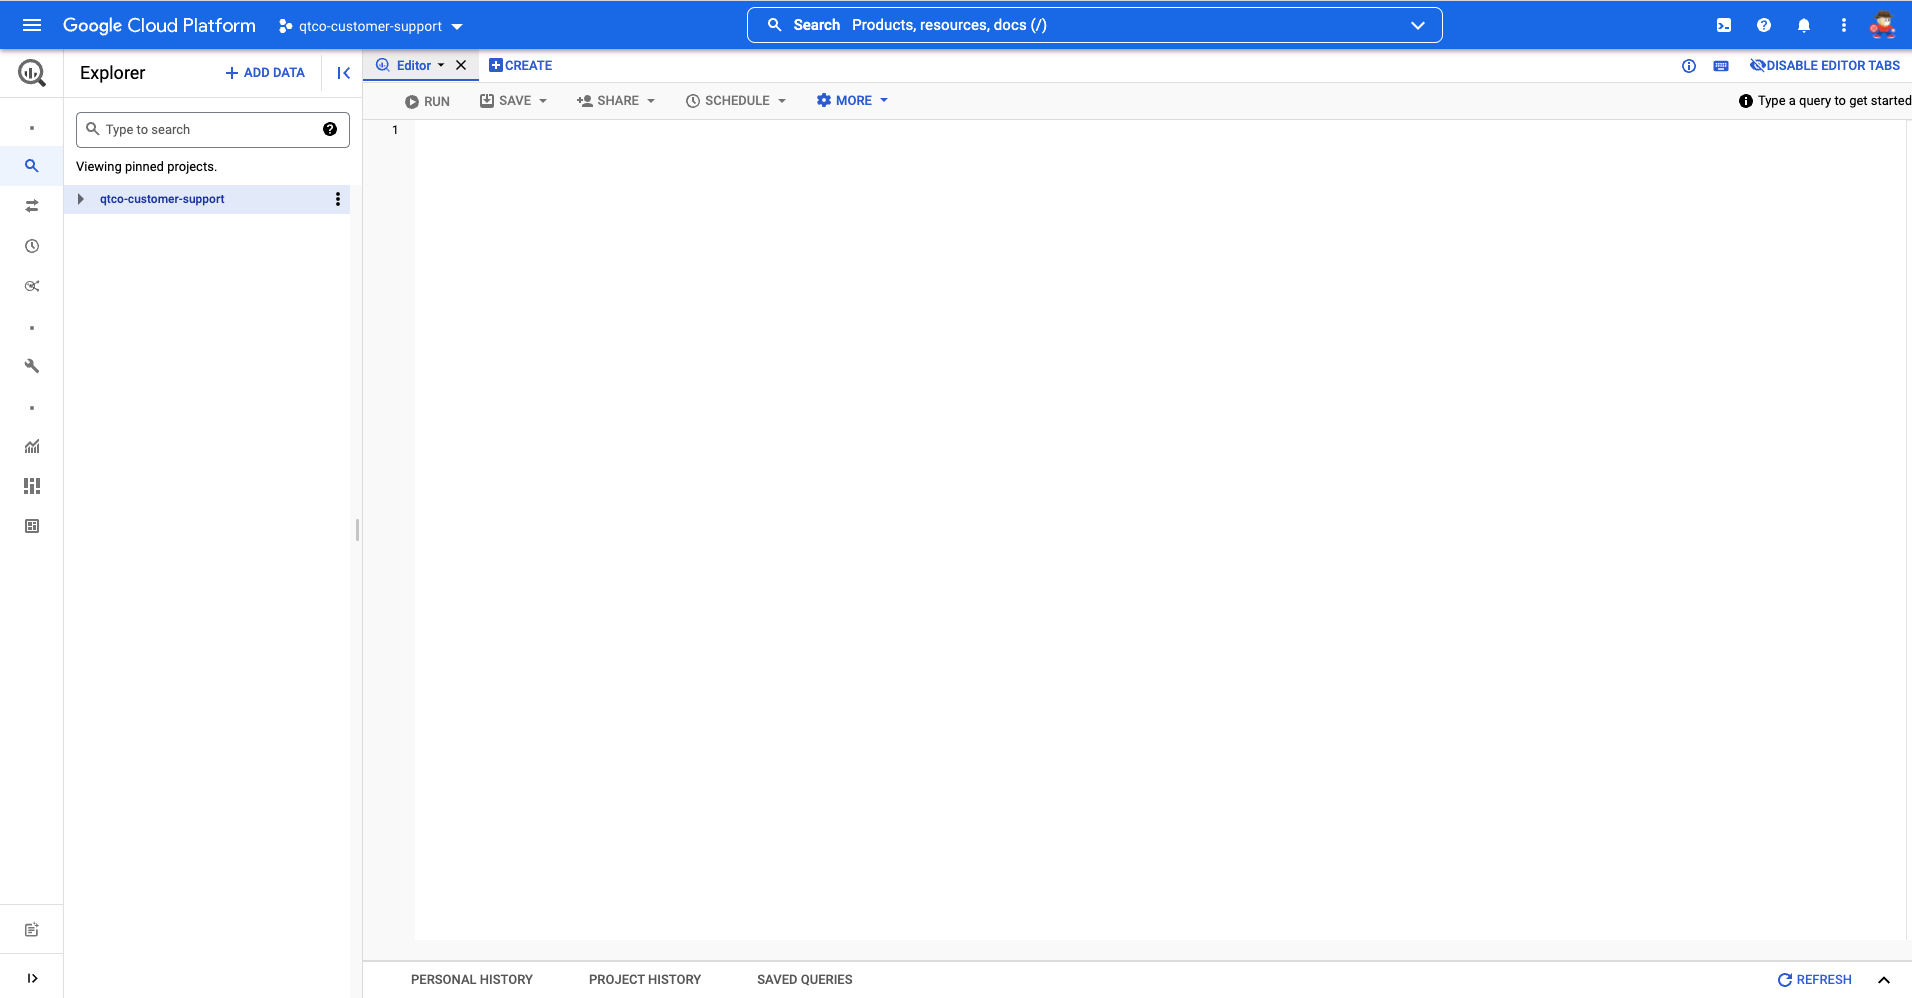 Google Cloud Platform qtco-customer-support Search Products, resources, docs (/)
Explorer + ADD DATA
Editor CREATE DISABLE EDITOR TABS
RUN SAVE SHARE SCHEDULE MORE Type a query to get started
Type to search
1
Viewing pinned projects.
qtco-customer-support
PERSONAL HISTORY PROJECT HISTORY SAVED QUERIES REFRESH